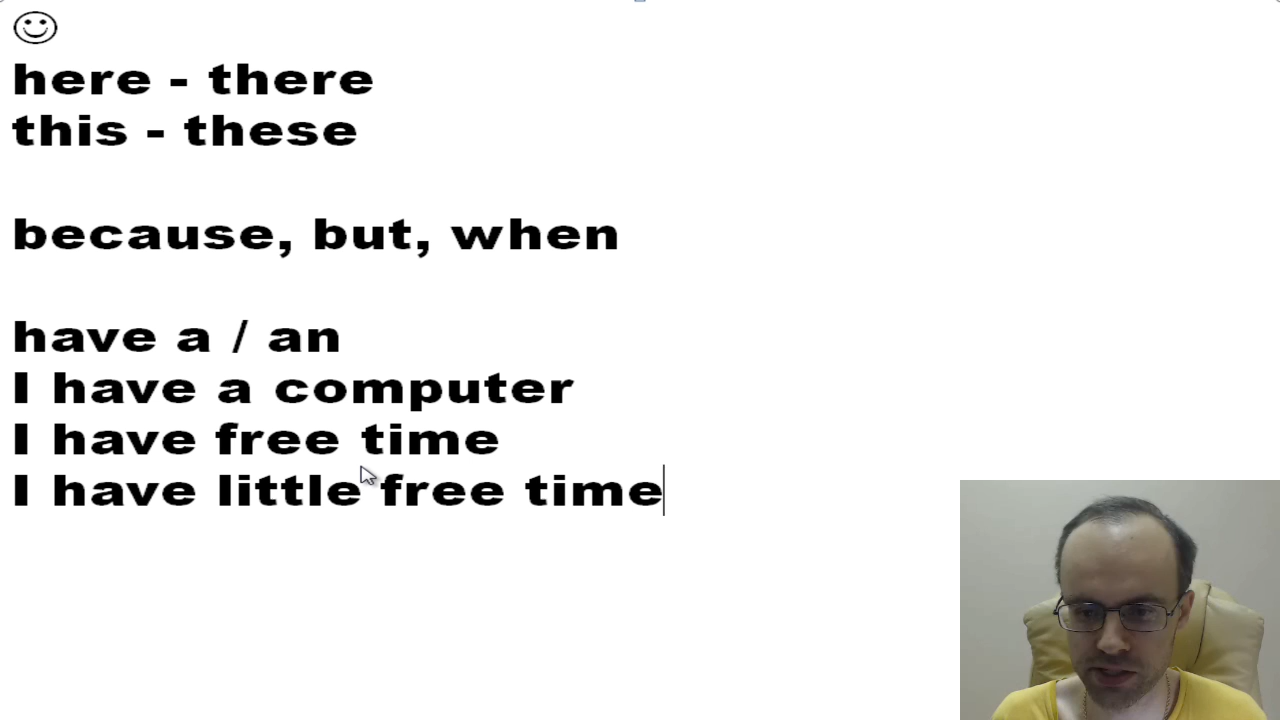 here - there
this - these
because, but, when
have a / an
I have a computer
I have free time
I have little free time